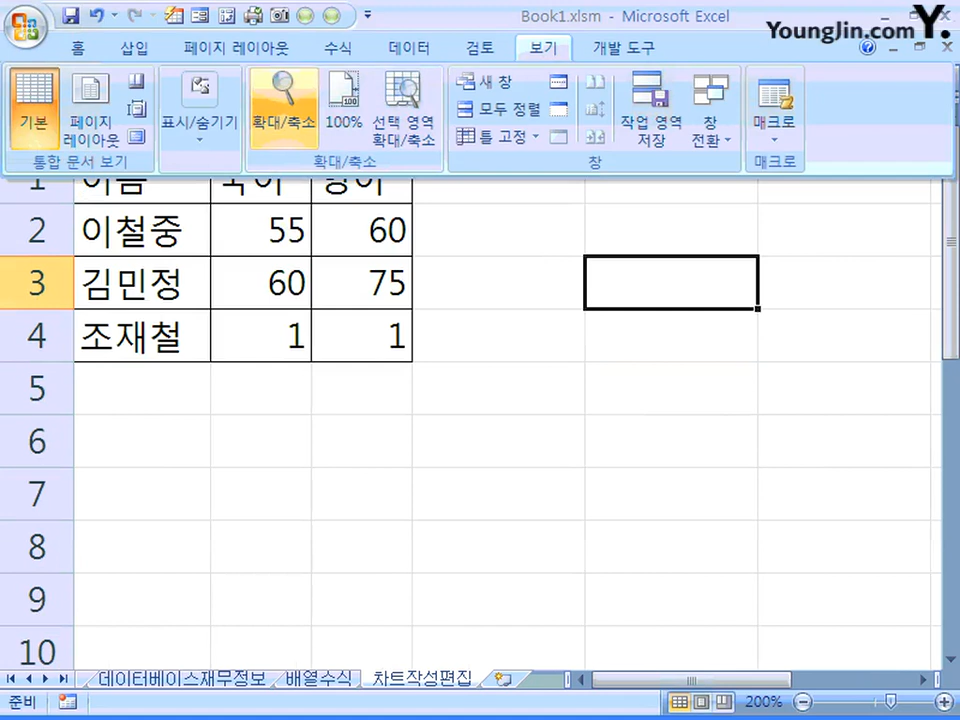 Book1.xlsm - Microsoft Excel
YoungJin.com Y.
홈 삽입 페이지 레이아웃 수식 데이터 검토 보기 개발 도구
기본
페이지 레이아웃
통합 문서 보기
표시/숨기기
확대/축소
100%
선택 영역 확대/축소
확대/축소
새 창
모두 정렬
틀 고정
작업 영역 저장
창 전환
창
매크로
매크로
1 이름 국어 영어
2 이철중 55 60
3 김민정 60 75
4 조재철 1 1
5
6
7
8
9
10
데이터베이스재무정보 배열수식 차트작성편집
준비 200%